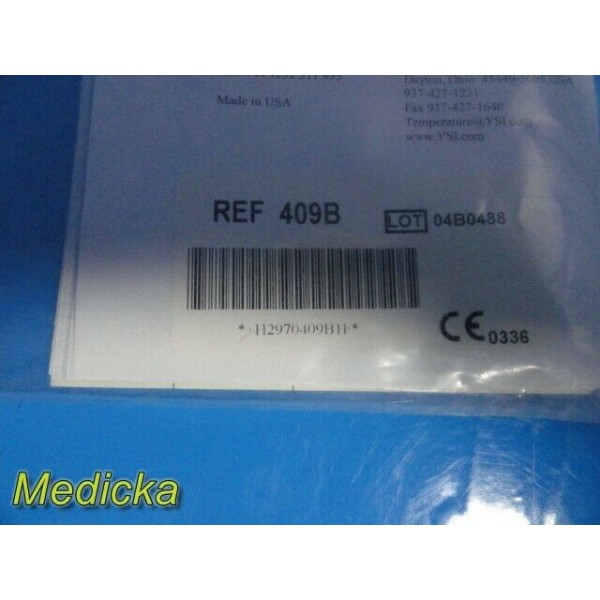 Dayton, Ohio USA
937-427-1231
Made in USA
Fax 937-427-1640
Temperature@YSI.com
www.YSI.com
REF 409B
LOT 04B0488
CE 0336
Medicka